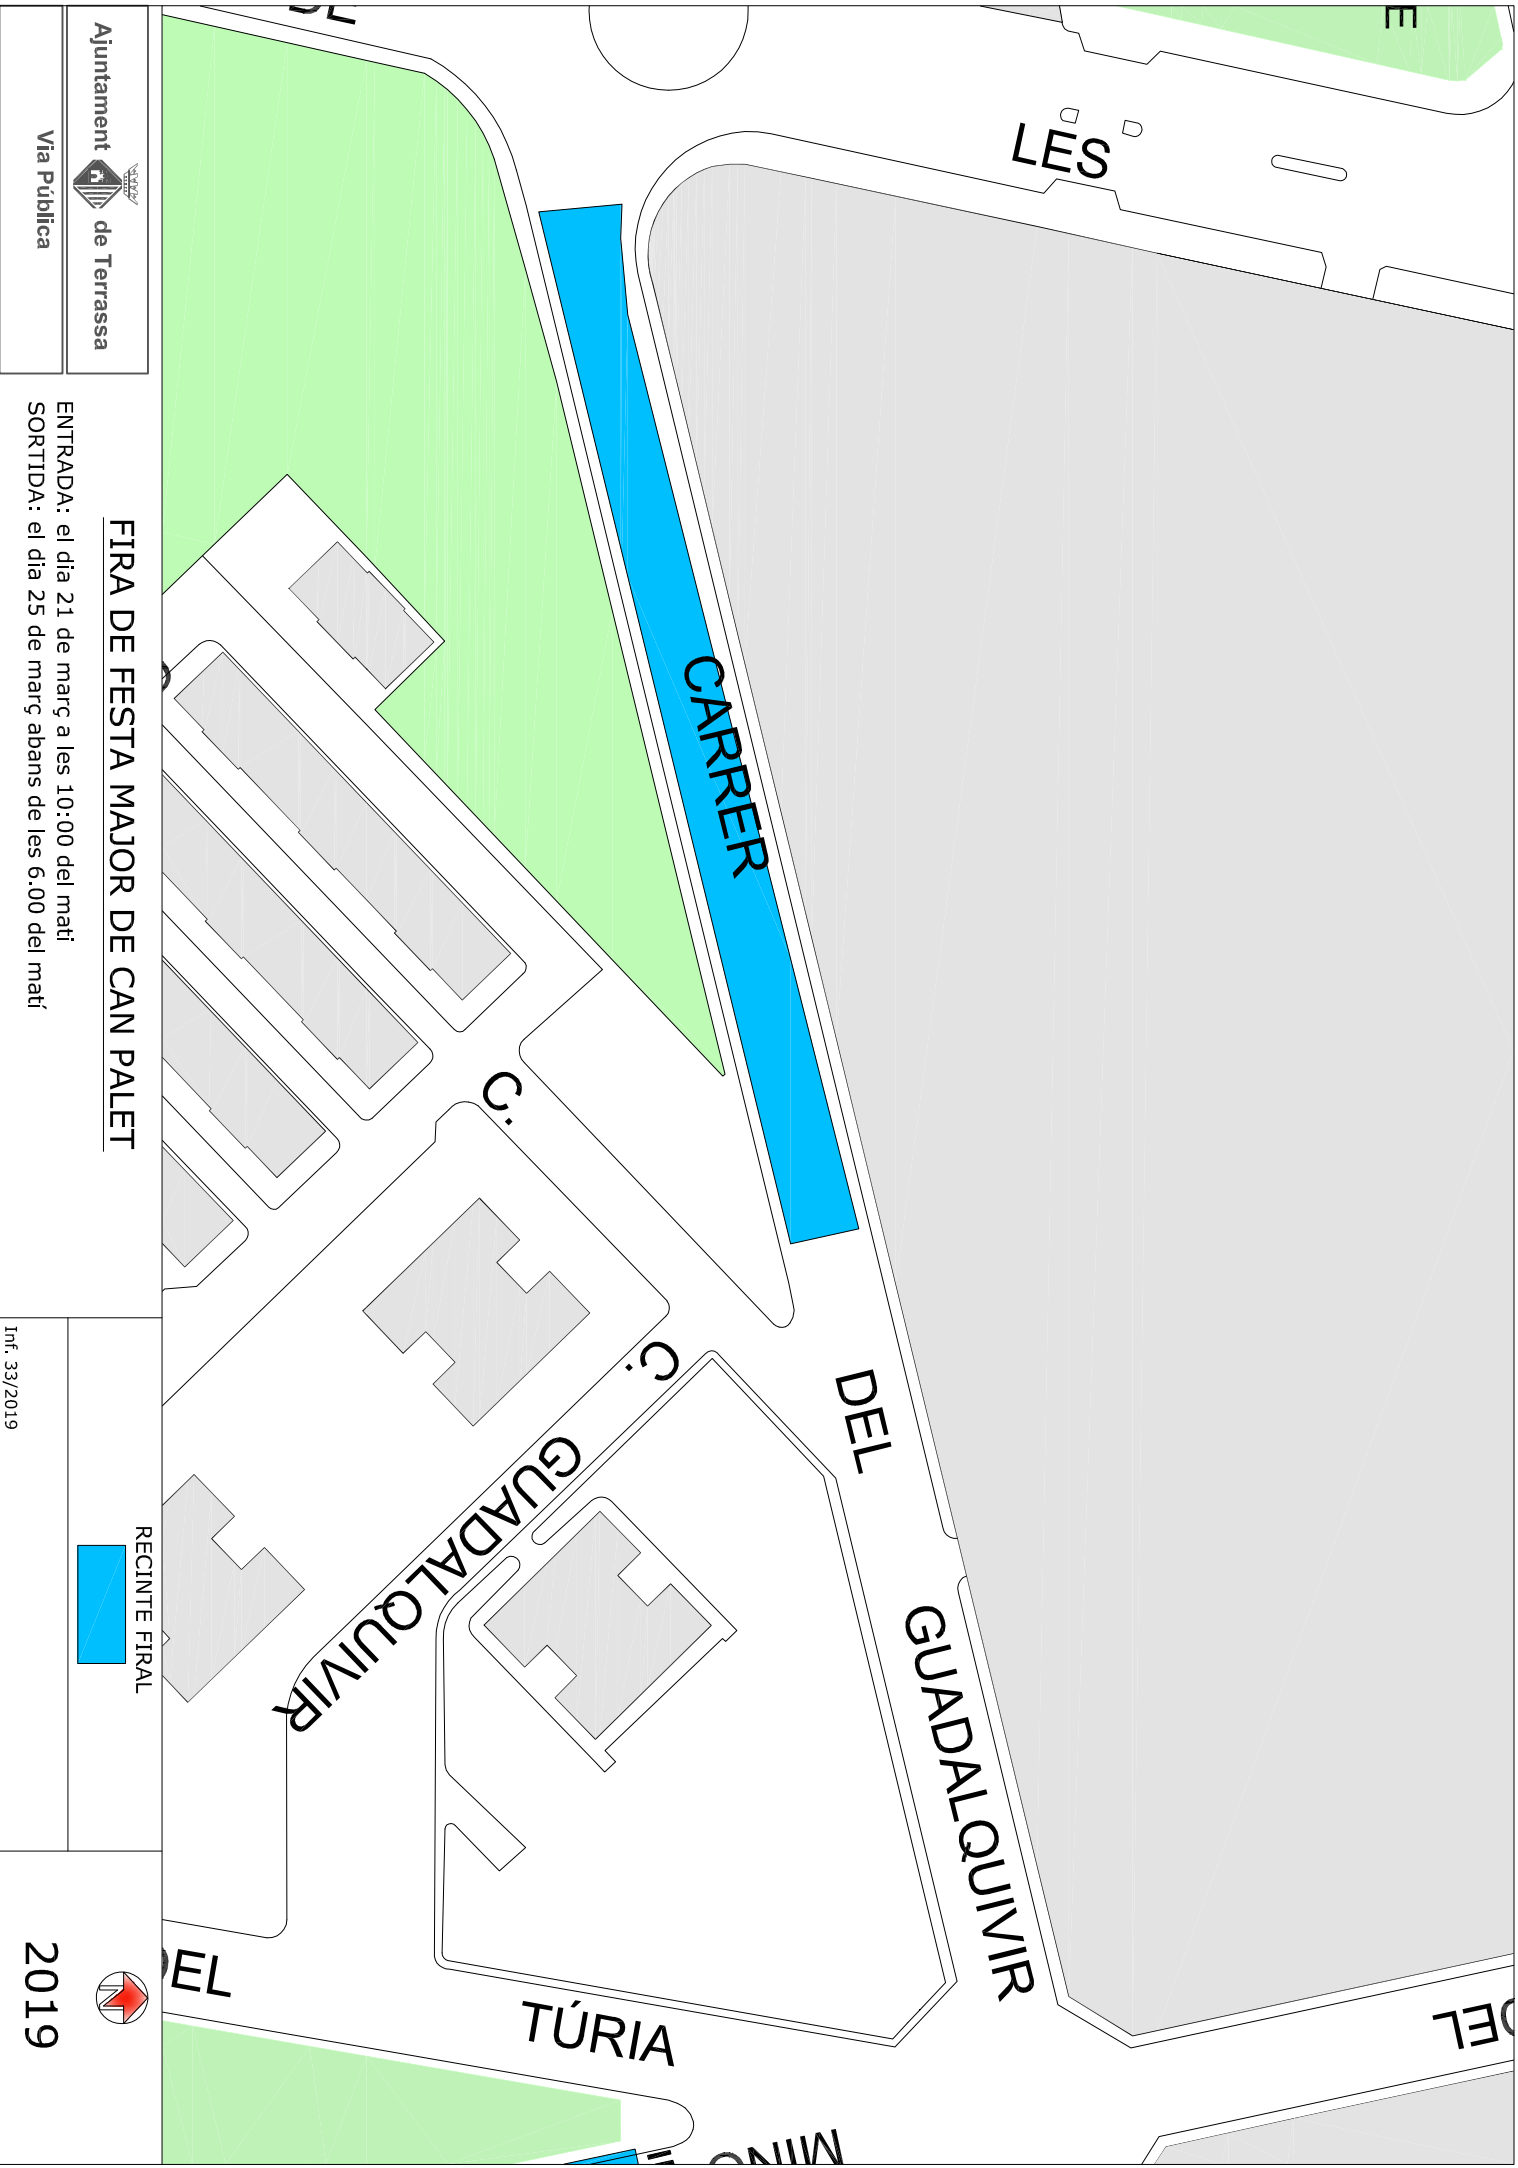 E
LES
CARRER
DEL
GUADALQUIVIR
C.
C.
GUADALQUIVIR
DEL
TÚRIA
DEL
Ajuntament de Terrassa
Via Pública
FIRA DE FESTA MAJOR DE CAN PALET
ENTRADA: el dia 21 de març a les 10:00 del mati
SORTIDA: el dia 25 de març abans de les 6.00 del matí
RECINTE FIRAL
Inf. 33/2019
N
2019